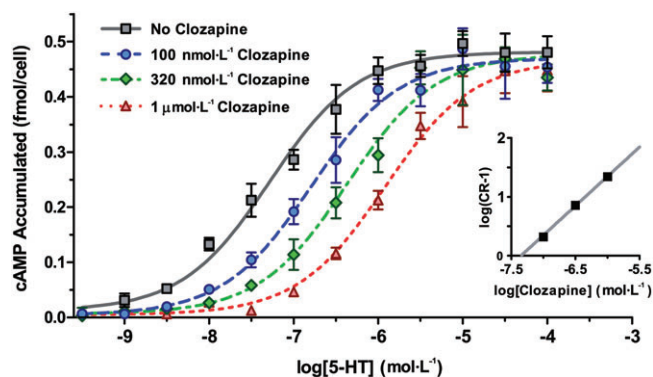 No Clozapine
100 nmol·L⁻¹ Clozapine
320 nmol·L⁻¹ Clozapine
1 μmol·L⁻¹ Clozapine
cAMP Accumulated (fmol/cell)
0.5
0.4
0.3
0.2
0.1
0.0
-9 -8 -7 -6 -5 -4 -3
log[5-HT] (mol·L⁻¹)
log(CR-1)
2
1
0
-7.5 -6.5 -5.5
log[Clozapine] (mol·L⁻¹)